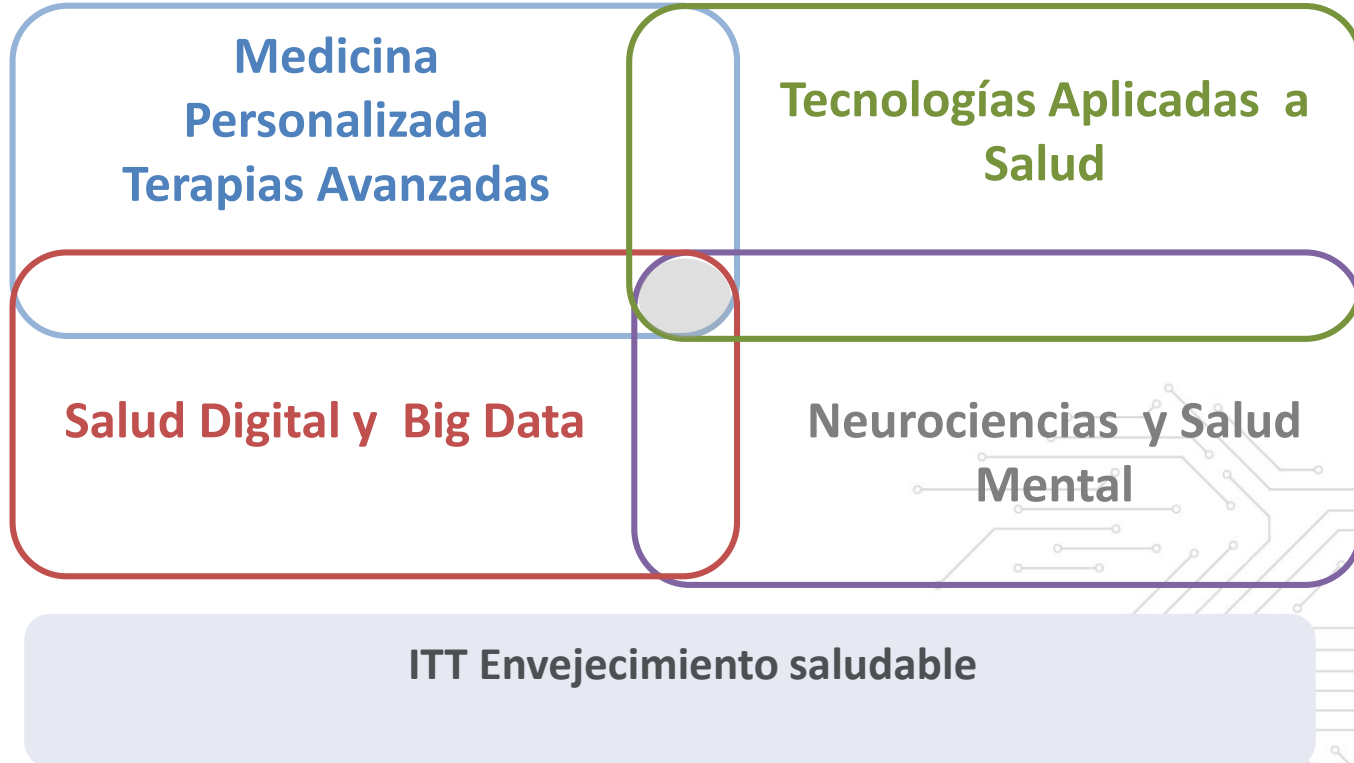 Medicina
Personalizada
Terapias Avanzadas
Tecnologías Aplicadas a
Salud
Salud Digital y Big Data
Neurociencias y Salud
Mental
ITT Envejecimiento saludable